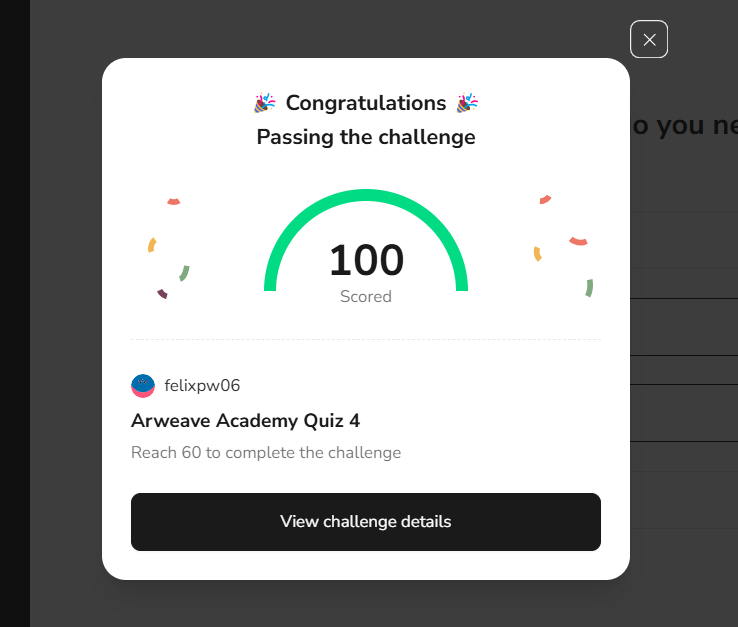 🎉 Congratulations 🎉
Passing the challenge
o you ne
100
Scored
felixpw06
Arweave Academy Quiz 4
Reach 60 to complete the challenge
View challenge details